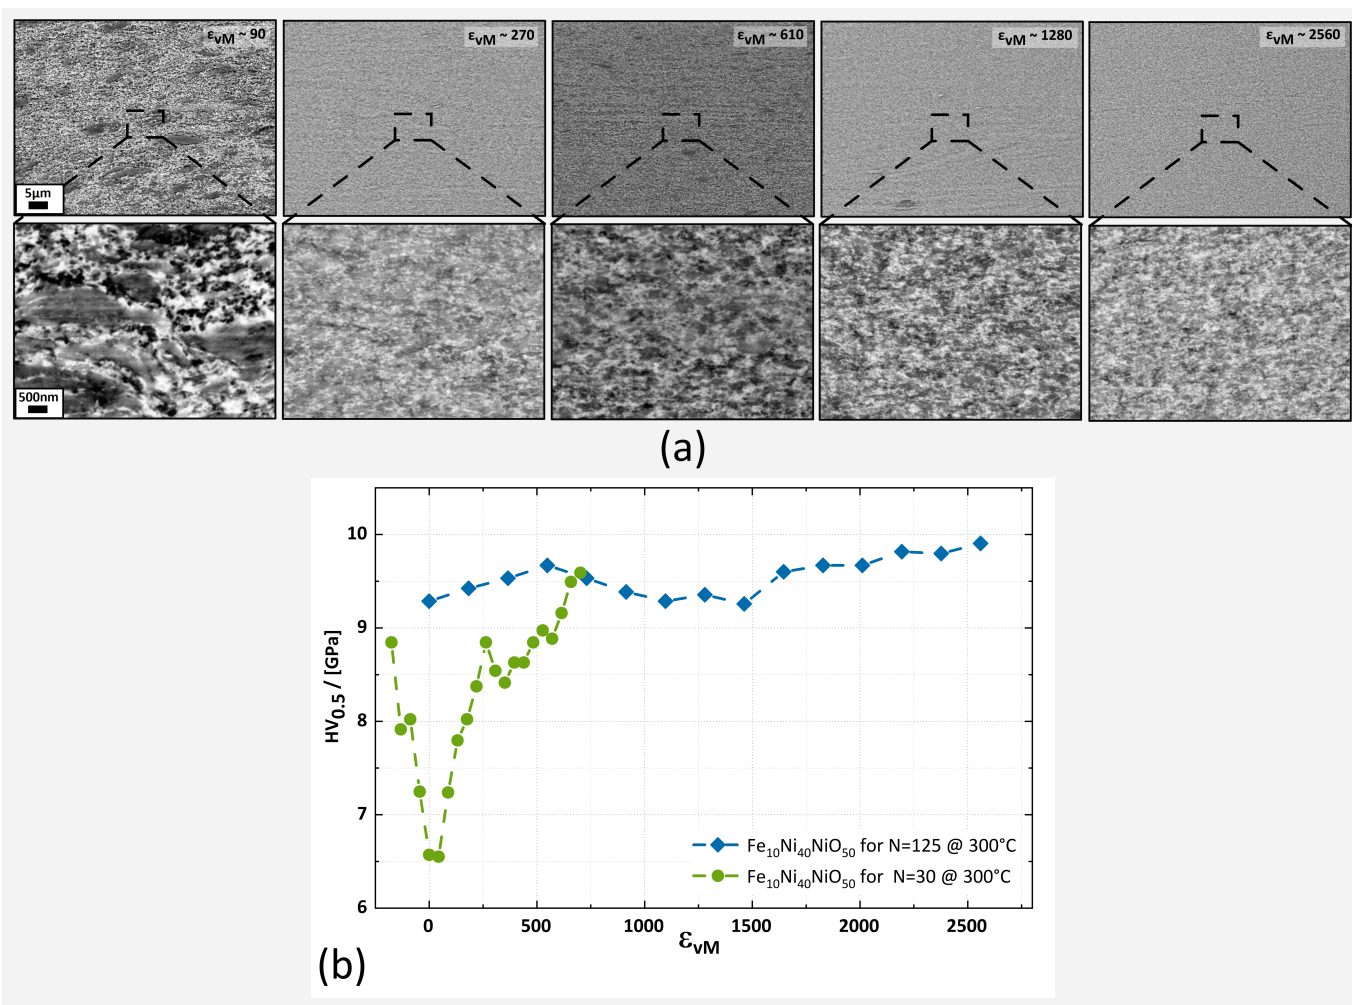 εvM ~ 90
εvM ~ 270
εvM ~ 610
εvM ~ 1280
εvM ~ 2560
5µm
500nm
(a)
10
9
8
7
6
HV0.5 / [GPa]
Fe10Ni40NiO50 for N=125 @ 300°C
Fe10Ni40NiO50 for N=30 @ 300°C
0
500
1000
1500
2000
2500
εvM
(b)